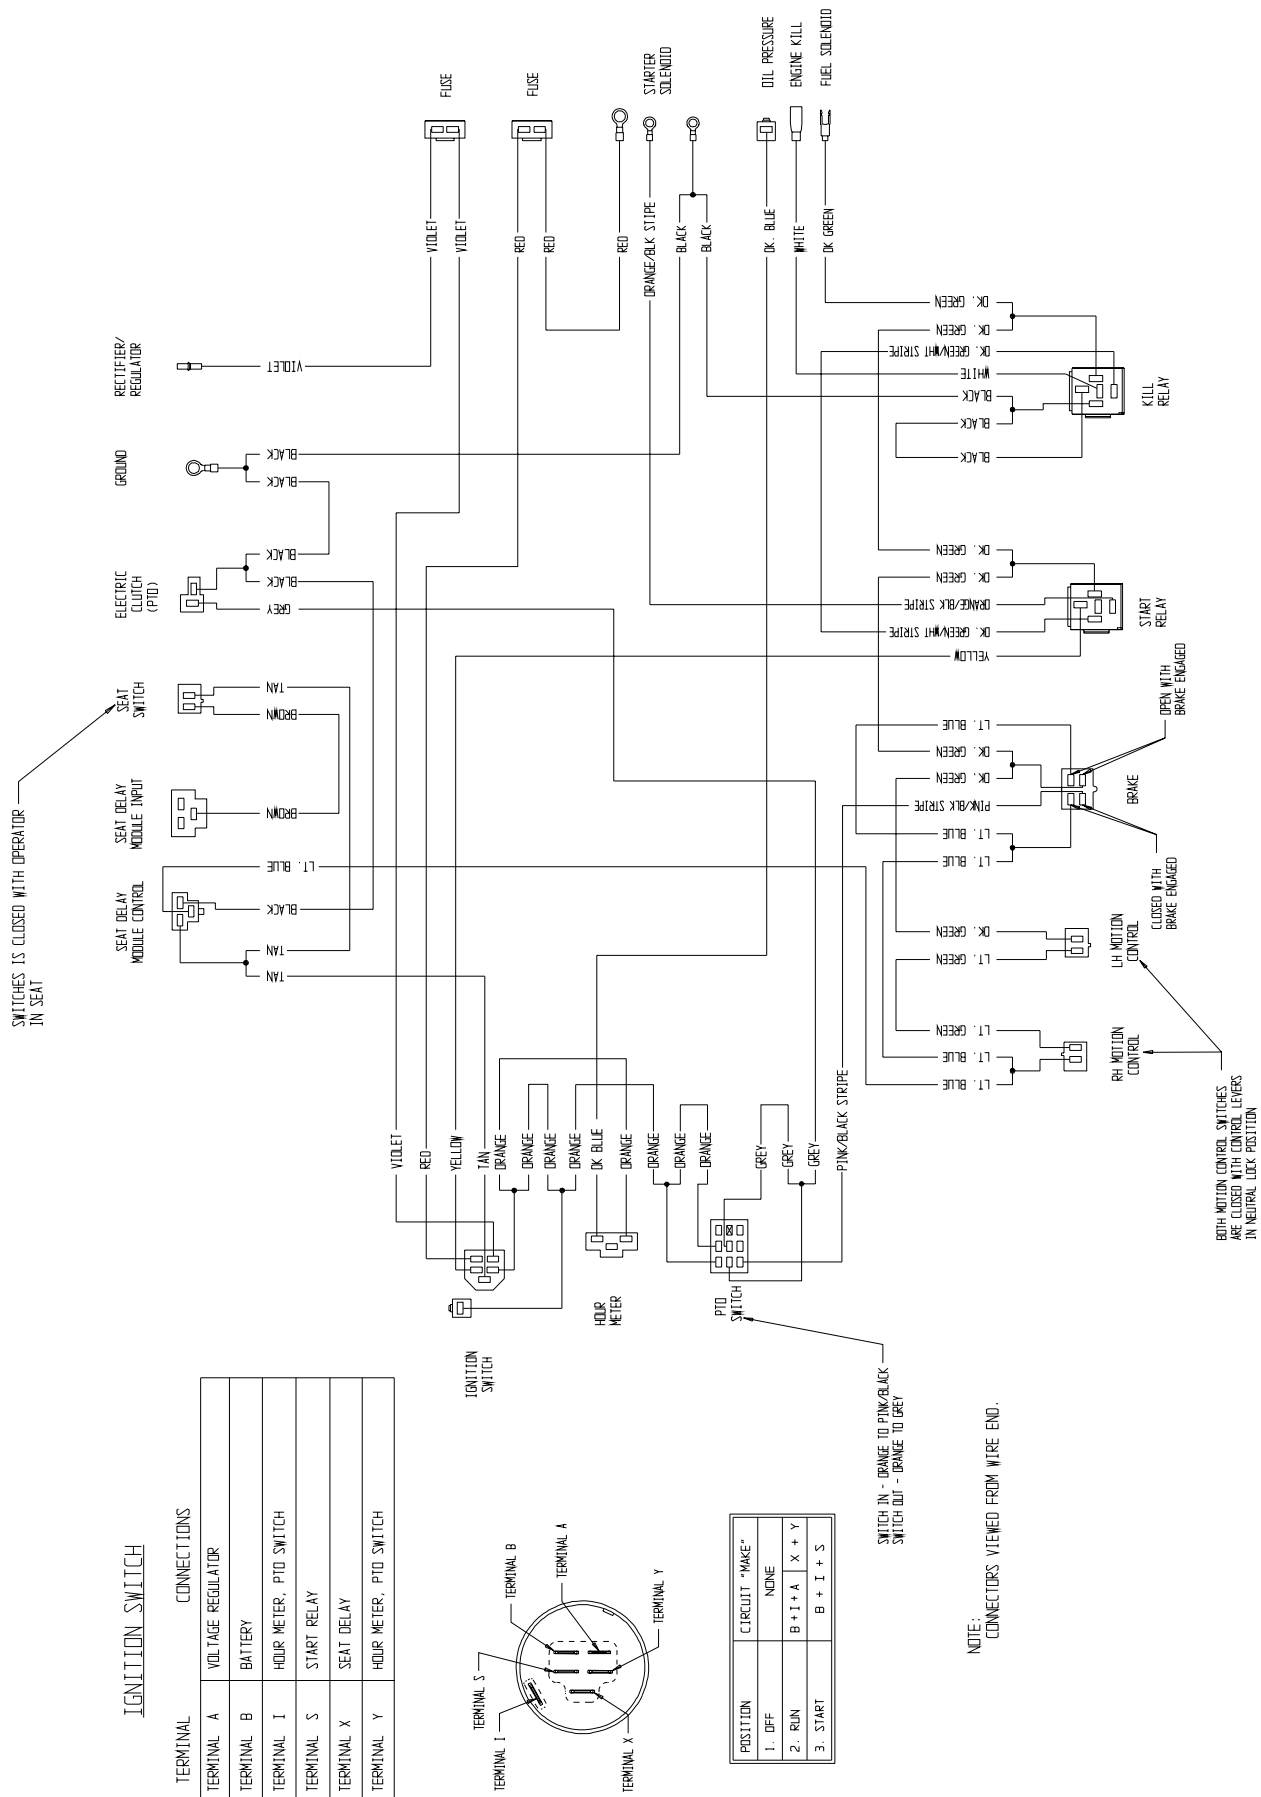 IGNITION SWITCH
TERMINAL CONNECTIONS
TERMINAL A VOLTAGE REGULATOR
TERMINAL B BATTERY
TERMINAL I HOUR METER, PTO SWITCH
TERMINAL S START RELAY
TERMINAL X SEAT DELAY
TERMINAL Y HOUR METER, PTO SWITCH
TERMINAL I
TERMINAL S
TERMINAL B
TERMINAL A
TERMINAL Y
TERMINAL X
POSITION CIRCUIT "MAKE"
1. OFF NONE
2. RUN B+I+A X + Y
3. START B + I + S
NOTE:
CONNECTORS VIEWED FROM WIRE END.
SWITCHES IS CLOSED WITH OPERATOR
IN SEAT
SEAT DELAY
MODULE CONTROL
SEAT DELAY
MODULE INPUT
SEAT
SWITCH
ELECTRIC
CLUTCH
(PTO)
GROUND
RECTIFIER/
REGULATOR
TAN
TAN
BLACK
LT. BLUE
BROWN
BROWN
TAN
GREY
BLACK
BLACK
BLACK
BLACK
VIOLET
IGNITION
SWITCH
HOUR
METER
PTO
SWITCH
SWITCH IN - ORANGE TO PINK/BLACK
SWITCH OUT - ORANGE TO GREY
VIOLET
RED
YELLOW
TAN
ORANGE
ORANGE
ORANGE
ORANGE
DK BLUE
ORANGE
ORANGE
ORANGE
ORANGE
GREY
GREY
GREY
PINK/BLACK STRIPE
VIOLET
VIOLET
RED
RED
RED
ORANGE/BLK STIPE
BLACK
BLACK
DK. BLUE
WHITE
DK GREEN
FUSE
FUSE
STARTER
SOLENOID
OIL PRESSURE
ENGINE KILL
FUEL SOLENOID
LT. BLUE
LT. BLUE
LT. GREEN
LT. GREEN
DK. GREEN
LT. BLUE
LT. BLUE
PINK/BLK STRIPE
DK. GREEN
DK. GREEN
LT. BLUE
YELLOW
DK. GREEN/WHT STRIPE
ORANGE/BLK STRIPE
DK. GREEN
DK. GREEN
BLACK
BLACK
BLACK
WHITE
DK. GREEN/WHT STRIPE
DK. GREEN
DK. GREEN
RH MOTION
CONTROL
LH MOTION
CONTROL
CLOSED WITH
BRAKE ENGAGED
BRAKE
OPEN WITH
BRAKE ENGAGED
START
RELAY
KILL
RELAY
BOTH MOTION CONTROL SWITCHES
ARE CLOSED WITH CONTROL LEVERS
IN NEUTRAL LOCK POSITION